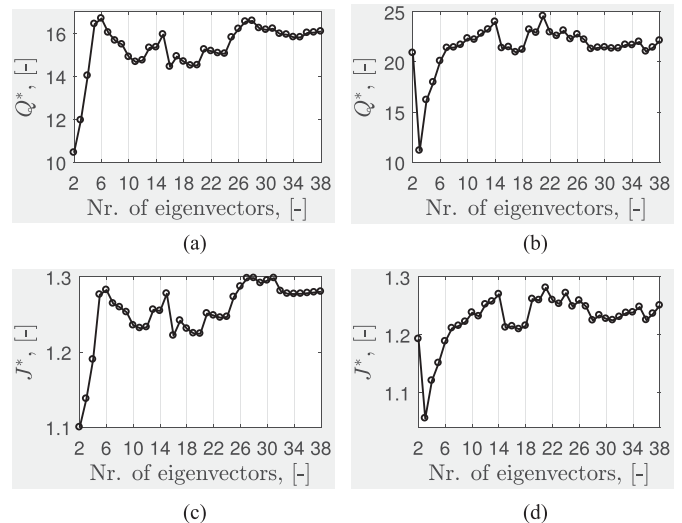 16
14
12
10
Q*, [-]
2 6 10 14 18 22 26 30 34 38
Nr. of eigenvectors, [-]
(a)
25
20
15
10
Q*, [-]
2 6 10 14 18 22 26 30 34 38
Nr. of eigenvectors, [-]
(b)
1.3
1.2
1.1
J*, [-]
2 6 10 14 18 22 26 30 34 38
Nr. of eigenvectors, [-]
(c)
1.3
1.2
1.1
J*, [-]
2 6 10 14 18 22 26 30 34 38
Nr. of eigenvectors, [-]
(d)